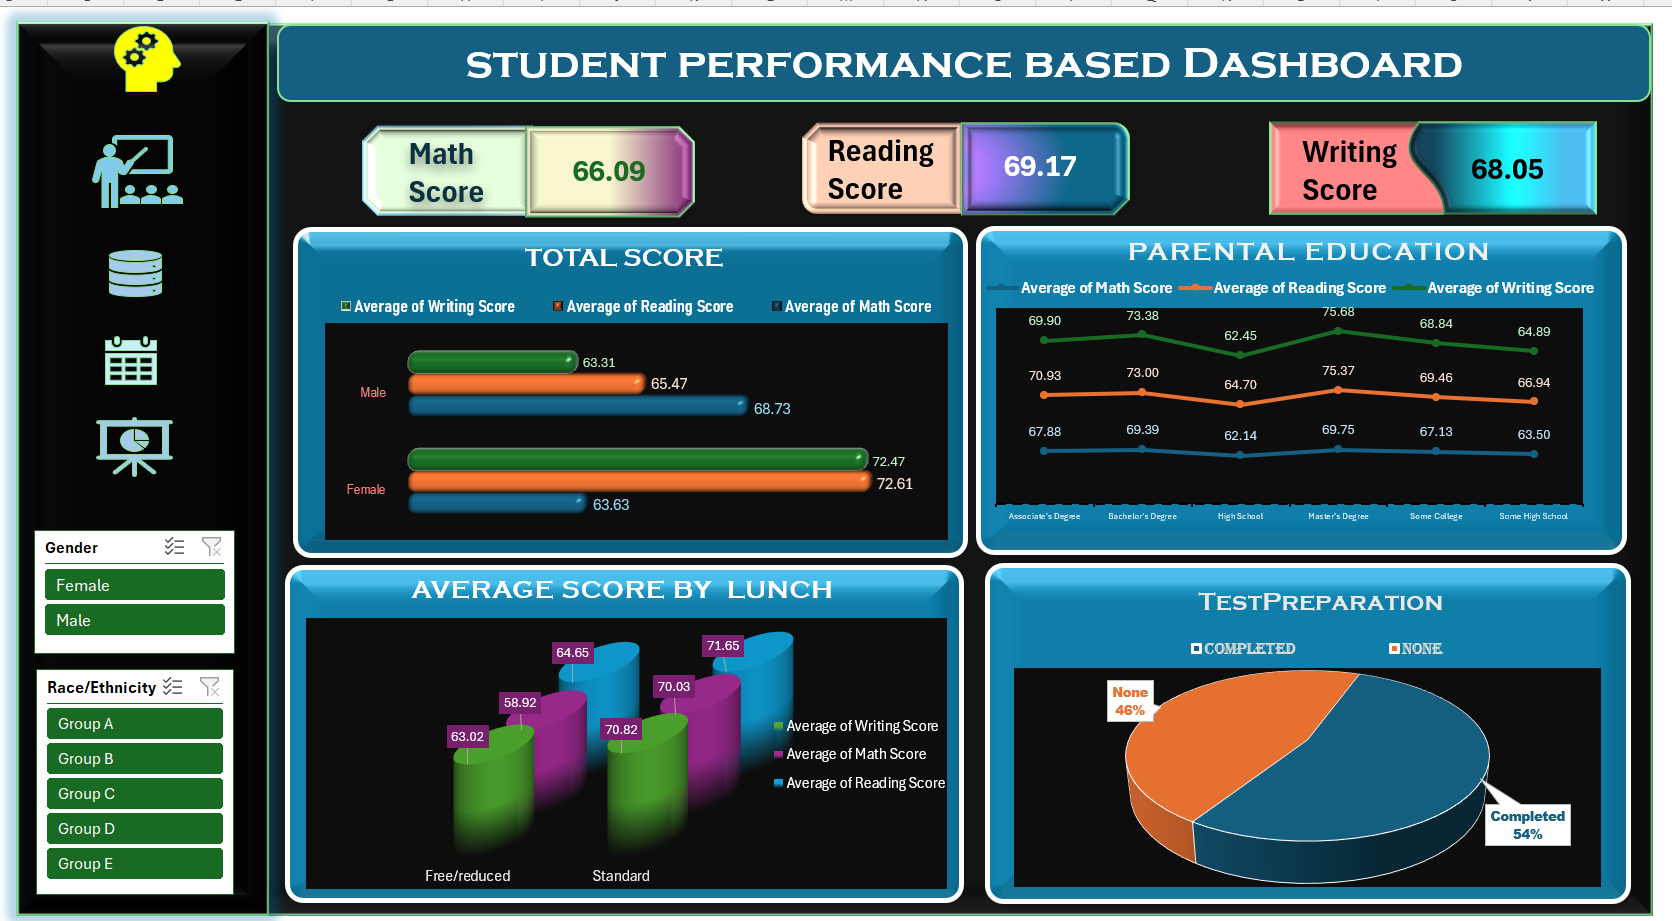 STUDENT PERFORMANCE BASED DASHBOARD
Math
Score
66.09
Reading
Score
69.17
Writing
Score
68.05
TOTAL SCORE
Average of Writing Score Average of Reading Score Average of Math Score
Male
63.31
65.47
68.73
Female
72.47
72.61
63.63
PARENTAL EDUCATION
Average of Math Score Average of Reading Score Average of Writing Score
69.90 73.38 62.45 75.68 68.84 64.89
70.93 73.00 64.70 75.37 69.46 66.94
67.88 69.39 62.14 69.75 67.13 63.50
Associate's Degree Bachelor's Degree High School Master's Degree Some College Some High School
Gender
Female
Male
Race/Ethnicity
Group A
Group B
Group C
Group D
Group E
AVERAGE SCORE BY LUNCH
64.65 71.65
58.92 70.03
63.02 70.82
Average of Writing Score
Average of Math Score
Average of Reading Score
Free/reduced Standard
TESTPREPARATION
COMPLETED NONE
None
46%
Completed
54%